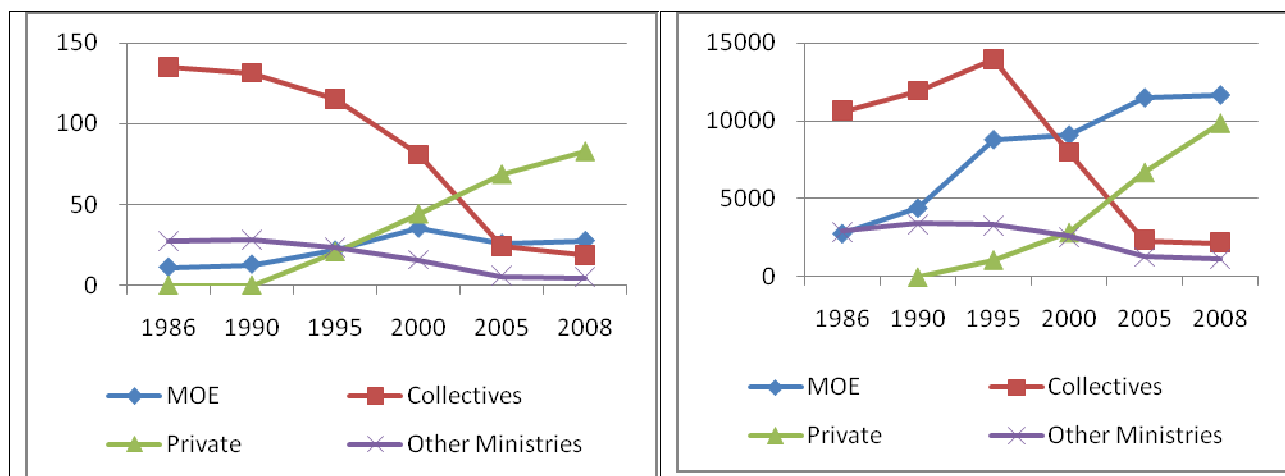 150
100
50
0
1986 1990 1995 2000 2005 2008
MOE Collectives
Private Other Ministries
15000
10000
5000
0
1986 1990 1995 2000 2005 2008
MOE Collectives
Private Other Ministries